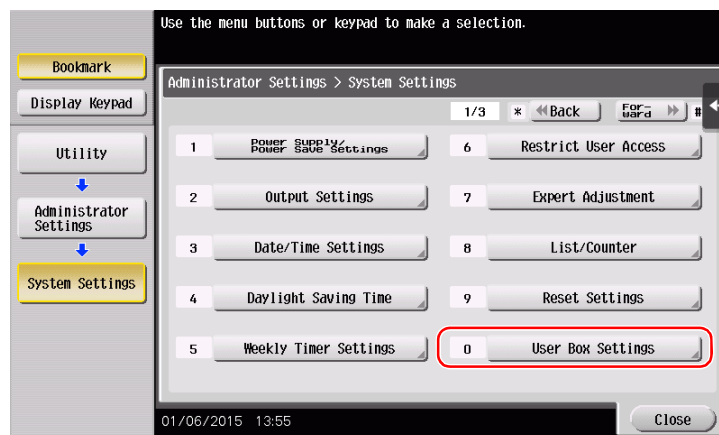 Use the menu buttons or keypad to make a selection.
Bookmark
Display Keypad
Utility
Administrator
Settings
System Settings
Administrator Settings > System Settings
1/3 * Back For-
ward #
1 Power Supply/
Power Save Settings
6 Restrict User Access
2 Output Settings
7 Expert Adjustment
3 Date/Time Settings
8 List/Counter
4 Daylight Saving Time
9 Reset Settings
5 Weekly Timer Settings
0 User Box Settings
01/06/2015 13:55
Close